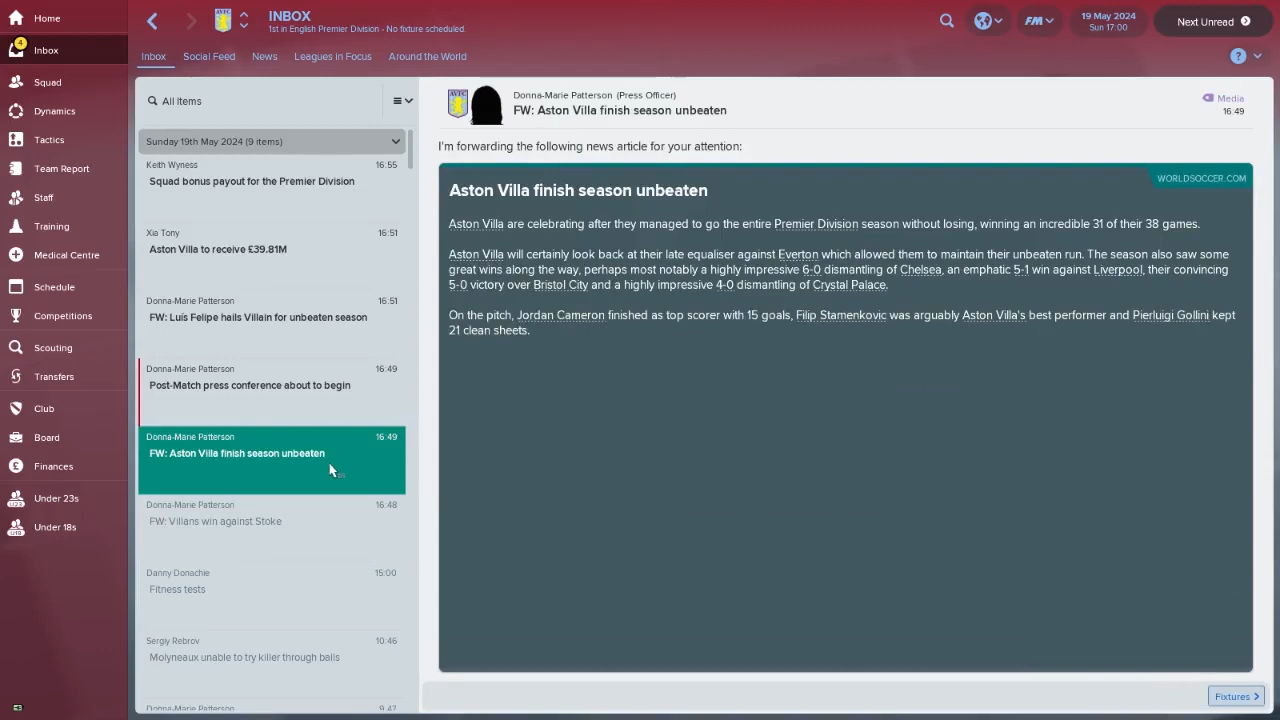 Home
4
Inbox
Squad
Dynamics
Tactics
Team Report
Staff
Training
Medical Centre
Schedule
Competitions
Scouting
Transfers
Club
Board
Finances
Under 23s
Under 18s
INBOX
1st in English Premier Division - No fixture scheduled.
FM
19 May 2024
Sun 17:00
Next Unread
Inbox
Social Feed
News
Leagues in Focus
Around the World
?
All Items
Sunday 19th May 2024 (9 items)
Keith Wyness 16:55
Squad bonus payout for the Premier Division
Xia Tony 16:51
Aston Villa to receive £39.81M
Donna-Marie Patterson 16:51
FW: Luís Felipe hails Villain for unbeaten season
Donna-Marie Patterson 16:49
Post-Match press conference about to begin
Donna-Marie Patterson 16:49
FW: Aston Villa finish season unbeaten
Donna-Marie Patterson 16:48
FW: Villans win against Stoke
Danny Donachie 15:00
Fitness tests
Sergiy Rebrov 10:46
Molyneaux unable to try killer through balls
Donna-Marie Patterson 9:47
AVFC
Donna-Marie Patterson (Press Officer)
FW: Aston Villa finish season unbeaten
Media
16:49
I'm forwarding the following news article for your attention:
WORLDSOCCER.COM
Aston Villa finish season unbeaten
Aston Villa are celebrating after they managed to go the entire Premier Division season without losing, winning an incredible 31 of their 38 games.
Aston Villa will certainly look back at their late equaliser against Everton which allowed them to maintain their unbeaten run. The season also saw some
great wins along the way, perhaps most notably a highly impressive 6-0 dismantling of Chelsea, an emphatic 5-1 win against Liverpool, their convincing
5-0 victory over Bristol City and a highly impressive 4-0 dismantling of Crystal Palace.
On the pitch, Jordan Cameron finished as top scorer with 15 goals, Filip Stamenkovic was arguably Aston Villa's best performer and Pierluigi Gollini kept
21 clean sheets.
Fixtures